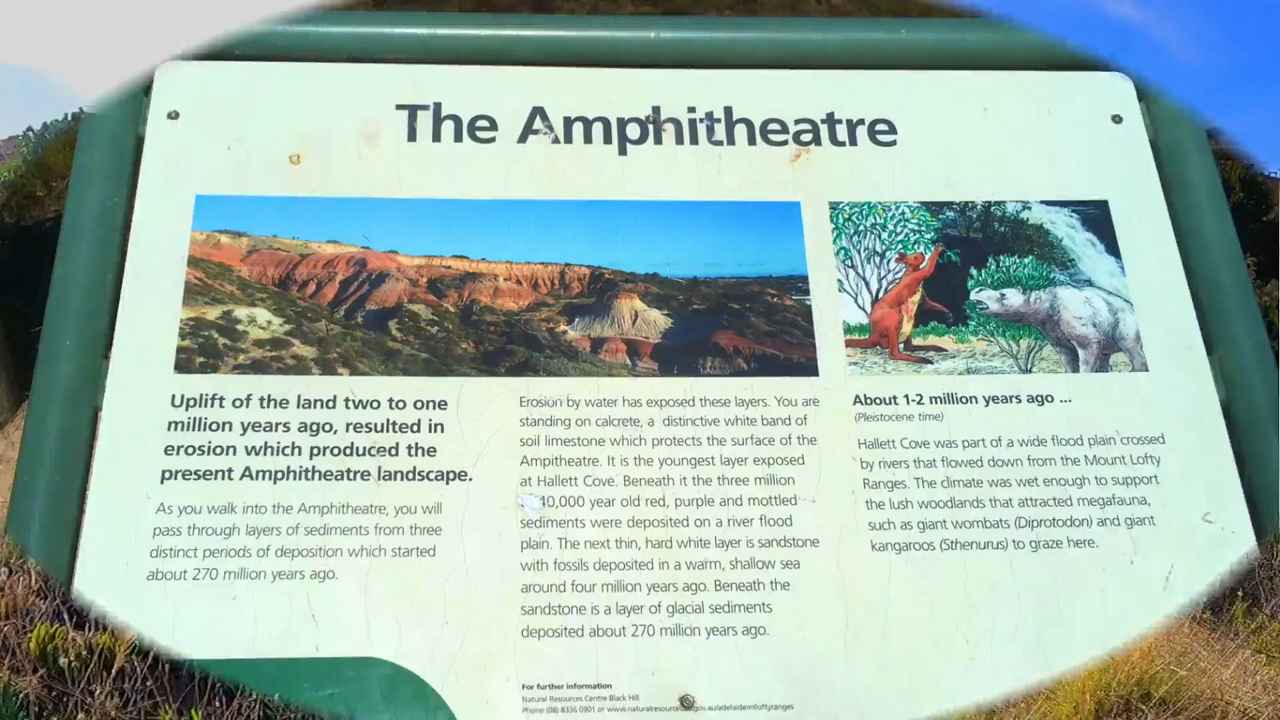 The Amphitheatre
Uplift of the land two to one
million years ago, resulted in
erosion which produced the
present Amphitheatre landscape.
As you walk into the Amphitheatre, you will
pass through layers of sediments from three
distinct periods of deposition which started
about 270 million years ago.
Erosion by water has exposed these layers. You are
standing on calcrete, a distinctive white band of
soil limestone which protects the surface of the
Ampitheatre. It is the youngest layer exposed
at Hallett Cove. Beneath it the three million
40,000 year old red, purple and mottled
sediments were deposited on a river flood
plain. The next thin, hard white layer is sandstone
with fossils deposited in a warm, shallow sea
around four million years ago. Beneath the
sandstone is a layer of glacial sediments
deposited about 270 million years ago.
About 1-2 million years ago ...
(Pleistocene time)
Hallett Cove was part of a wide flood plain crossed
by rivers that flowed down from the Mount Lofty
Ranges. The climate was wet enough to support
the lush woodlands that attracted megafauna,
such as giant wombats (Diprotodon) and giant
kangaroos (Sthenurus) to graze here.
For further information
Natural Resources Centre Black Hill
Phone (08) 8336 0901 or